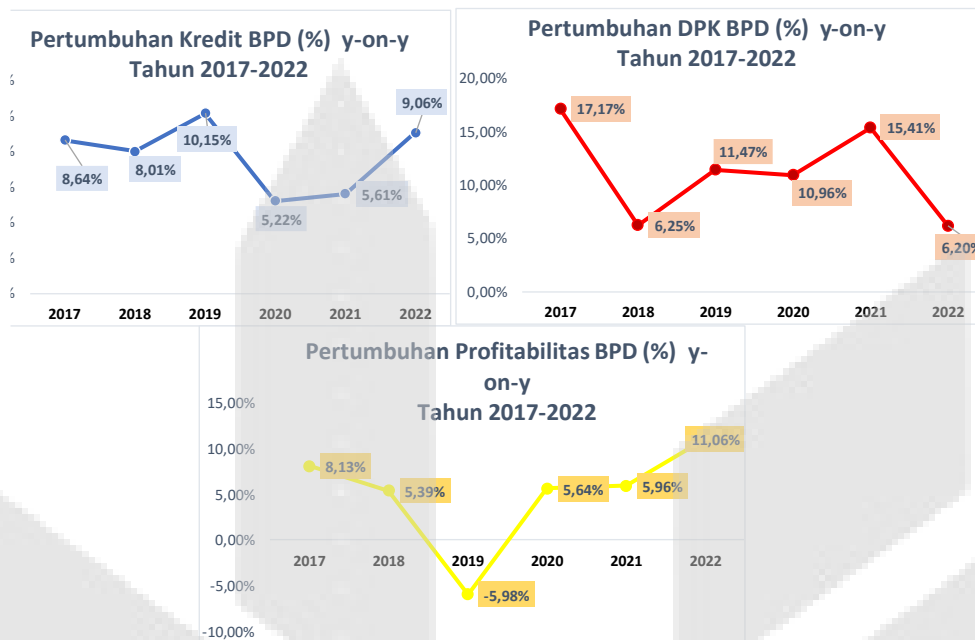 Pertumbuhan Kredit BPD (%) y-on-y
Tahun 2017-2022
8,64%
8,01%
10,15%
5,22%
5,61%
9,06%
2017 2018 2019 2020 2021 2022
Pertumbuhan DPK BPD (%) y-on-y
Tahun 2017-2022
20,00%
15,00%
10,00%
5,00%
0,00%
17,17%
6,25%
11,47%
10,96%
15,41%
6,20%
2017 2018 2019 2020 2021 2022
Pertumbuhan Profitabilitas BPD (%) y-
on-y
Tahun 2017-2022
15,00%
10,00%
5,00%
0,00%
-5,00%
-10,00%
8,13%
5,39%
-5,98%
5,64%
5,96%
11,06%
2017 2018 2019 2020 2021 2022